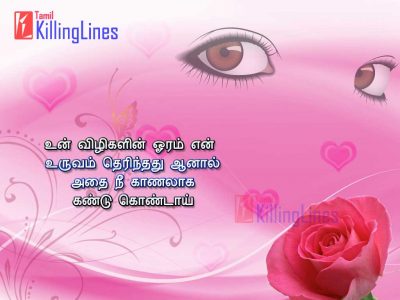 Tamil
KillingLines
உன் விழிகளின் ஓரம் என்
உருவம் தெரிந்தது ஆனால்
அதை நீ காணலாக
கண்டு கொண்டாய்
KillingLines